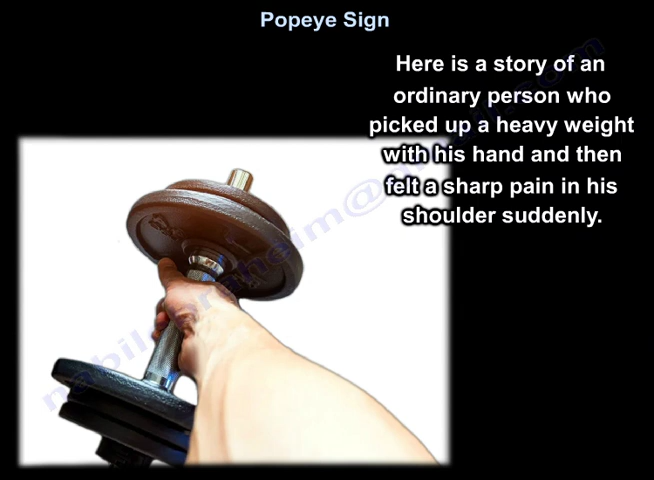 Popeye Sign
Here is a story of an
ordinary person who
picked up a heavy weight
with his hand and then
felt a sharp pain in his
shoulder suddenly.